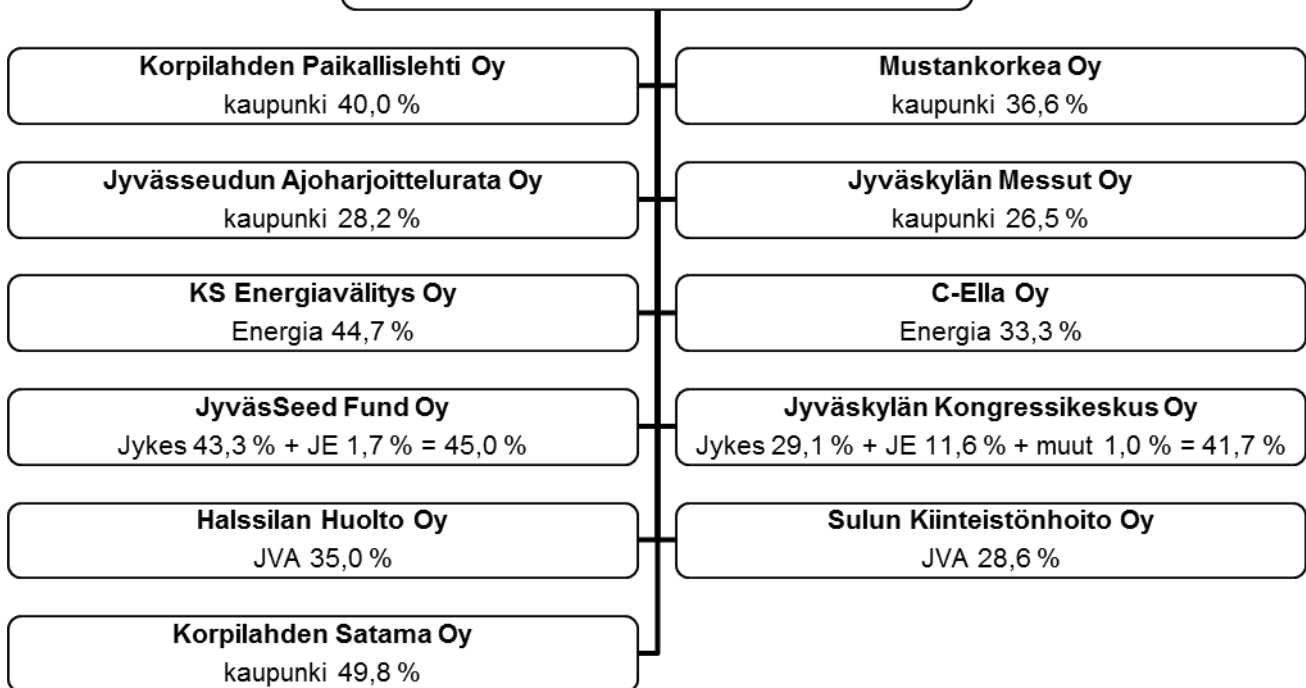 Korpilahden Paikallislehti Oy
kaupunki 40,0 %
Mustankorkea Oy
kaupunki 36,6 %
Jyvässeudun Ajoharjoittelurata Oy
kaupunki 28,2 %
Jyväskylän Messut Oy
kaupunki 26,5 %
KS Energiavälitys Oy
Energia 44,7 %
C-Ella Oy
Energia 33,3 %
JyväsSeed Fund Oy
Jykes 43,3 % + JE 1,7 % = 45,0 %
Jyväskylän Kongressikeskus Oy
Jykes 29,1 % + JE 11,6 % + muut 1,0 % = 41,7 %
Halssilan Huolto Oy
JVA 35,0 %
Sulun Kiinteistönhoito Oy
JVA 28,6 %
Korpilahden Satama Oy
kaupunki 49,8 %